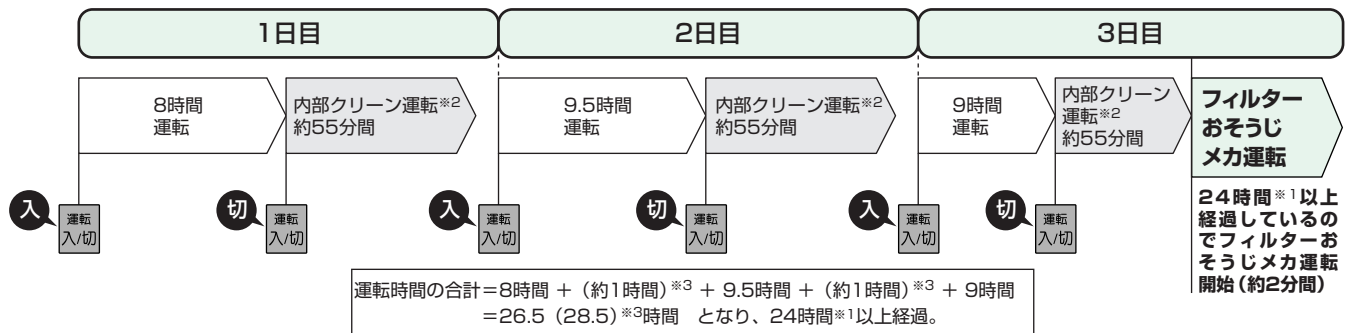 1日目
2日目
3日目
8時間
運転
内部クリーン運転※2
約55分間
9.5時間
運転
内部クリーン運転※2
約55分間
9時間
運転
内部クリーン
運転※2
約55分間
フィルター
おそうじ
メカ運転
入
運転
入/切
切
運転
入/切
入
運転
入/切
切
運転
入/切
入
運転
入/切
切
運転
入/切
24時間※1以上
経過しているの
でフィルターお
そうじメカ運転
開始(約2分間)
運転時間の合計=8時間 + (約1時間)※3 + 9.5時間 + (約1時間)※3 + 9時間
=26.5(28.5)※3時間 となり、24時間※1以上経過。